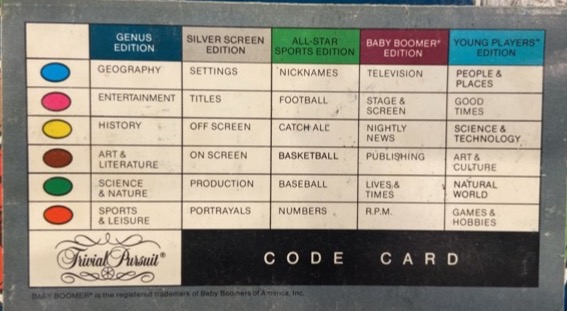 GENUS EDITION
SILVER SCREEN EDITION
ALL-STAR SPORTS EDITION
BABY BOOMER® EDITION
YOUNG PLAYERS™ EDITION
GEOGRAPHY SETTINGS NICKNAMES TELEVISION PEOPLE & PLACES
ENTERTAINMENT TITLES FOOTBALL STAGE & SCREEN GOOD TIMES
HISTORY OFF SCREEN CATCH ALL NIGHTLY NEWS SCIENCE & TECHNOLOGY
ART & LITERATURE ON SCREEN BASKETBALL PUBLISHING ART & CULTURE
SCIENCE & NATURE PRODUCTION BASEBALL LIVES & TIMES NATURAL WORLD
SPORTS & LEISURE PORTRAYALS NUMBERS R.P.M. GAMES & HOBBIES
Trivial Pursuit® CODE CARD
BABY BOOMER® is the registered trademark of Baby Boomers of America, Inc.